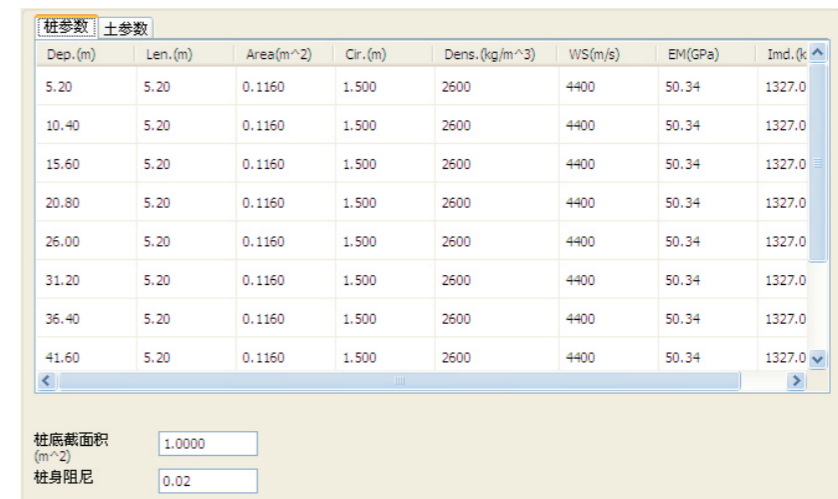 桩参数 土参数
Dep.(m) Len.(m) Area(m^2) Cir.(m) Dens.(kg/m^3) WS(m/s) EM(GPa) Imd.(k
5.20 5.20 0.1160 1.500 2600 4400 50.34 1327.0
10.40 5.20 0.1160 1.500 2600 4400 50.34 1327.0
15.60 5.20 0.1160 1.500 2600 4400 50.34 1327.0
20.80 5.20 0.1160 1.500 2600 4400 50.34 1327.0
26.00 5.20 0.1160 1.500 2600 4400 50.34 1327.0
31.20 5.20 0.1160 1.500 2600 4400 50.34 1327.0
36.40 5.20 0.1160 1.500 2600 4400 50.34 1327.0
41.60 5.20 0.1160 1.500 2600 4400 50.34 1327.0
桩底截面积 1.0000
(m^2)
桩身阻尼 0.02